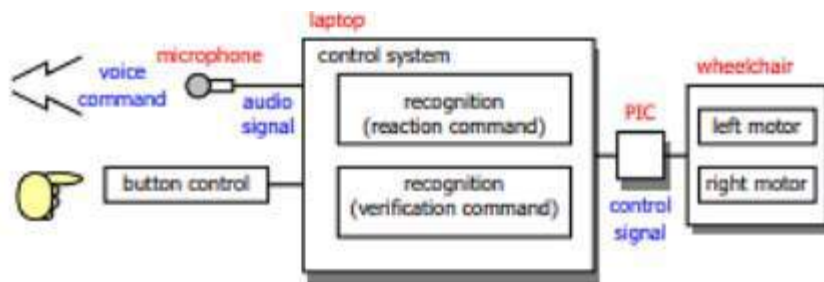 laptop
microphone
control system
wheelchair
voice
command
audio
signal
recognition
(reaction command)
PIC
left motor
button control
recognition
(verification command)
right motor
control
signal